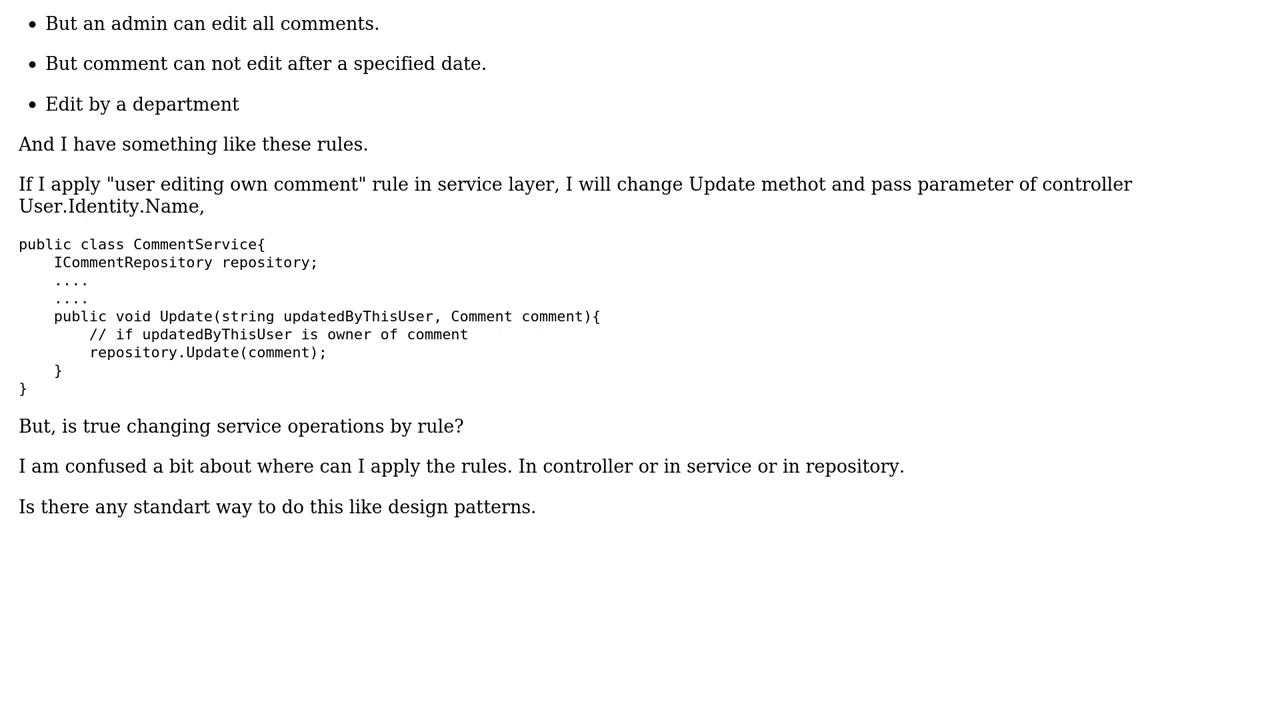 • But an admin can edit all comments.
• But comment can not edit after a specified date.
• Edit by a department
And I have something like these rules.
If I apply "user editing own comment" rule in service layer, I will change Update methot and pass parameter of controller
User.Identity.Name,
public class CommentService{
    ICommentRepository repository;
    ....
    ....
    public void Update(string updatedByThisUser, Comment comment){
        // if updatedByThisUser is owner of comment
        repository.Update(comment);
    }
}
But, is true changing service operations by rule?
I am confused a bit about where can I apply the rules. In controller or in service or in repository.
Is there any standart way to do this like design patterns.